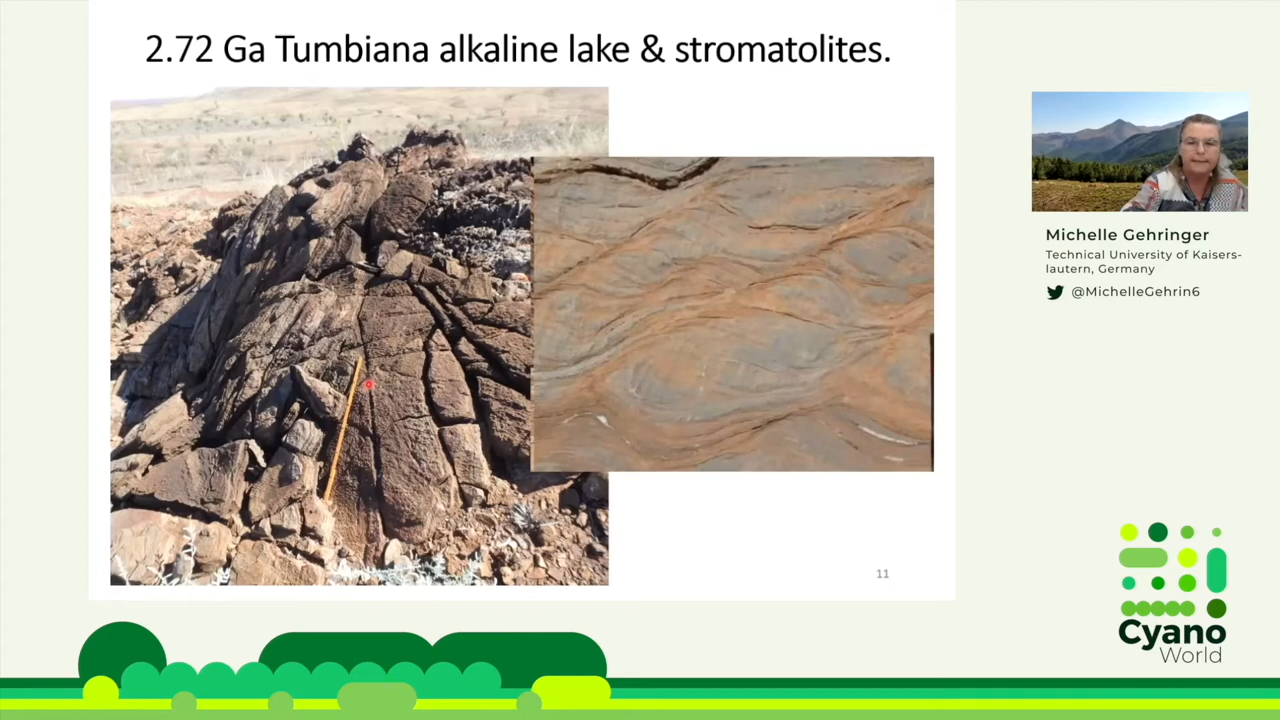 2.72 Ga Tumbiana alkaline lake & stromatolites.
11
Michelle Gehringer
Technical University of Kaisers-
lautern, Germany
@MichelleGehrin6
Cyano
World